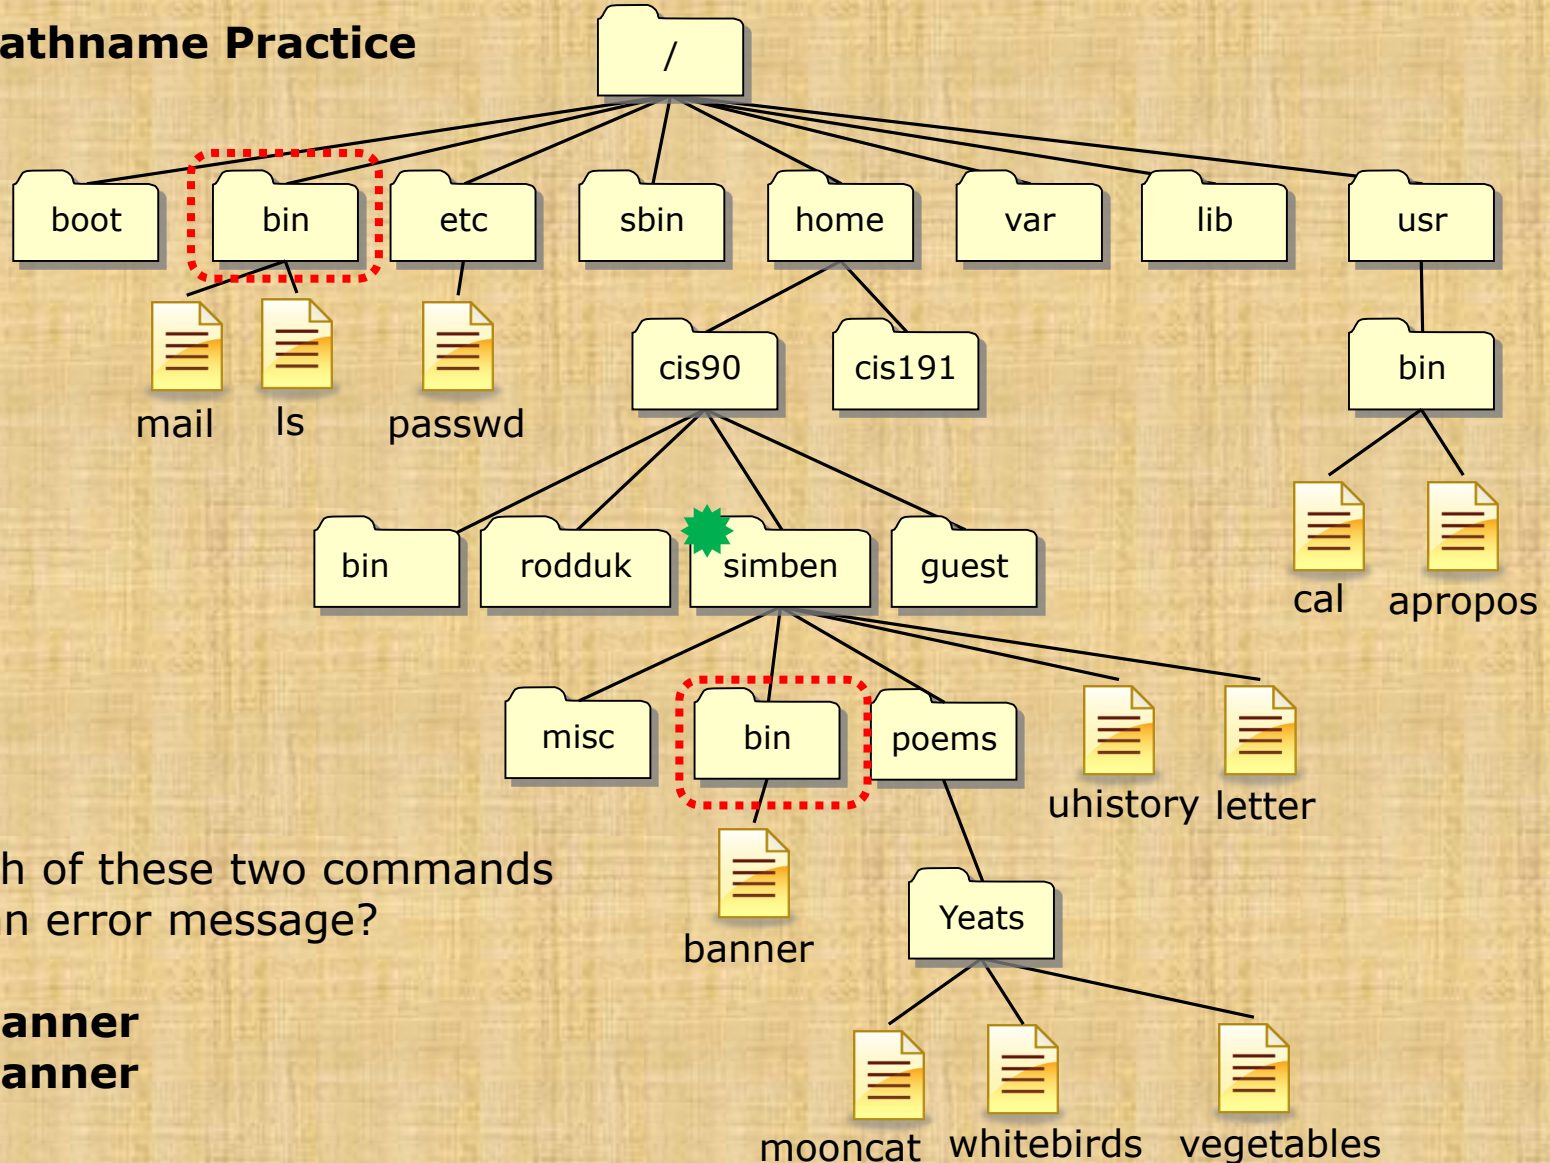 athname Practice
/
boot bin etc sbin home var lib usr
cis90 cis191 bin
mail ls passwd
bin rodduk simben guest
cal apropos
misc bin poems
uhistory letter
h of these two commands
an error message?
Yeats
banner
anner
anner
mooncat whitebirds vegetables